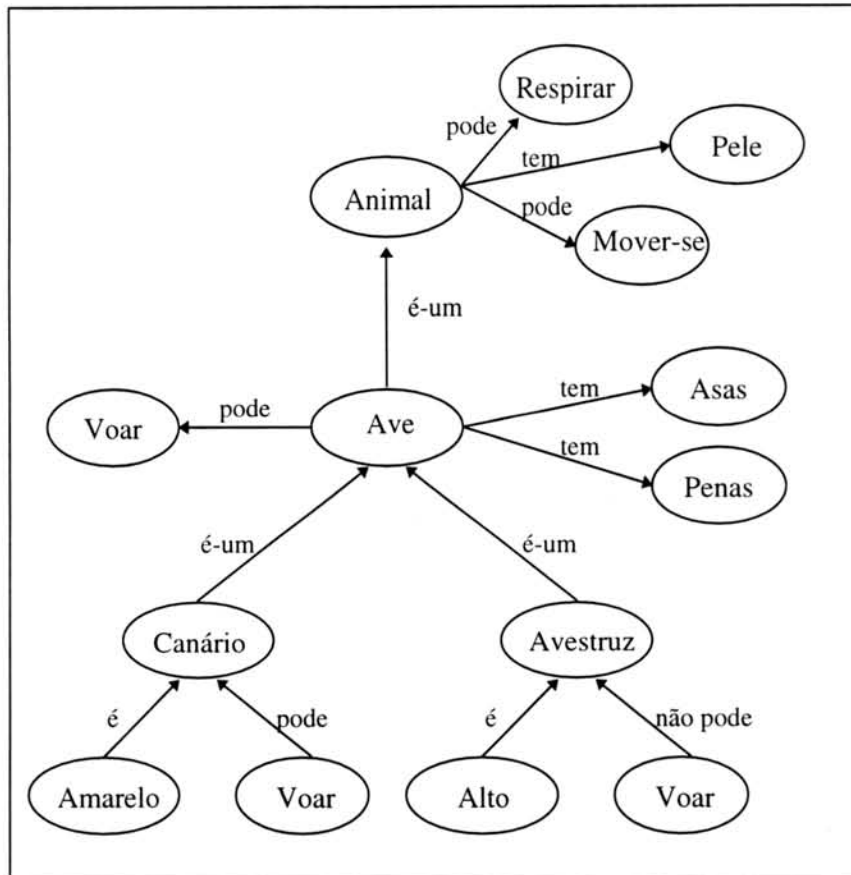 Respirar
pode
tem
Pele
Animal
pode
Mover-se
é-um
tem
Asas
Voar
pode
Ave
tem
Penas
é-um
é-um
Canário
Avestruz
é
pode
é
não pode
Amarelo
Voar
Alto
Voar